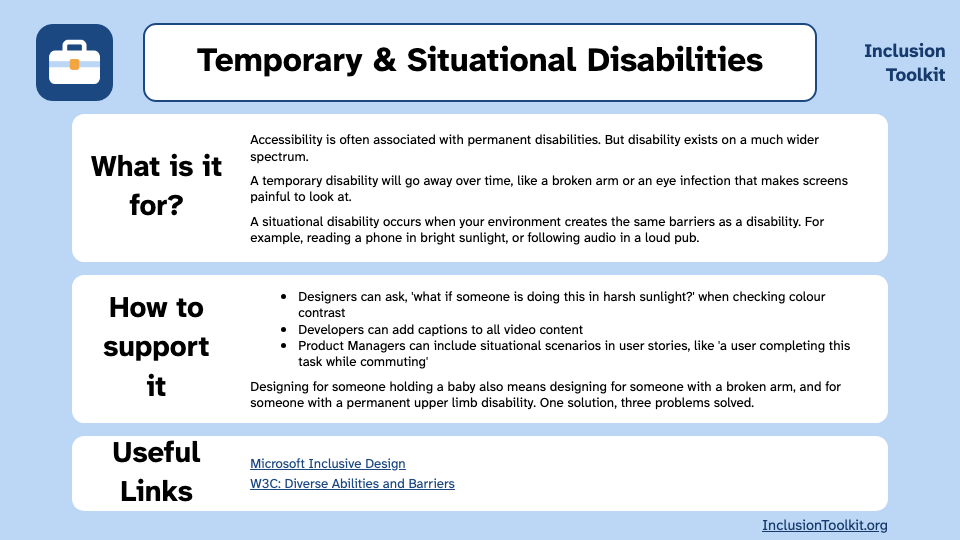 Temporary & Situational Disabilities
Inclusion
Toolkit
What is it
for?
Accessibility is often associated with permanent disabilities. But disability exists on a much wider
spectrum.
A temporary disability will go away over time, like a broken arm or an eye infection that makes screens
painful to look at.
A situational disability occurs when your environment creates the same barriers as a disability. For
example, reading a phone in bright sunlight, or following audio in a loud pub.
How to
support
it
• Designers can ask, 'what if someone is doing this in harsh sunlight?' when checking colour
contrast
• Developers can add captions to all video content
• Product Managers can include situational scenarios in user stories, like 'a user completing this
task while commuting'
Designing for someone holding a baby also means designing for someone with a broken arm, and for
someone with a permanent upper limb disability. One solution, three problems solved.
Useful
Links
Microsoft Inclusive Design
W3C: Diverse Abilities and Barriers
InclusionToolkit.org